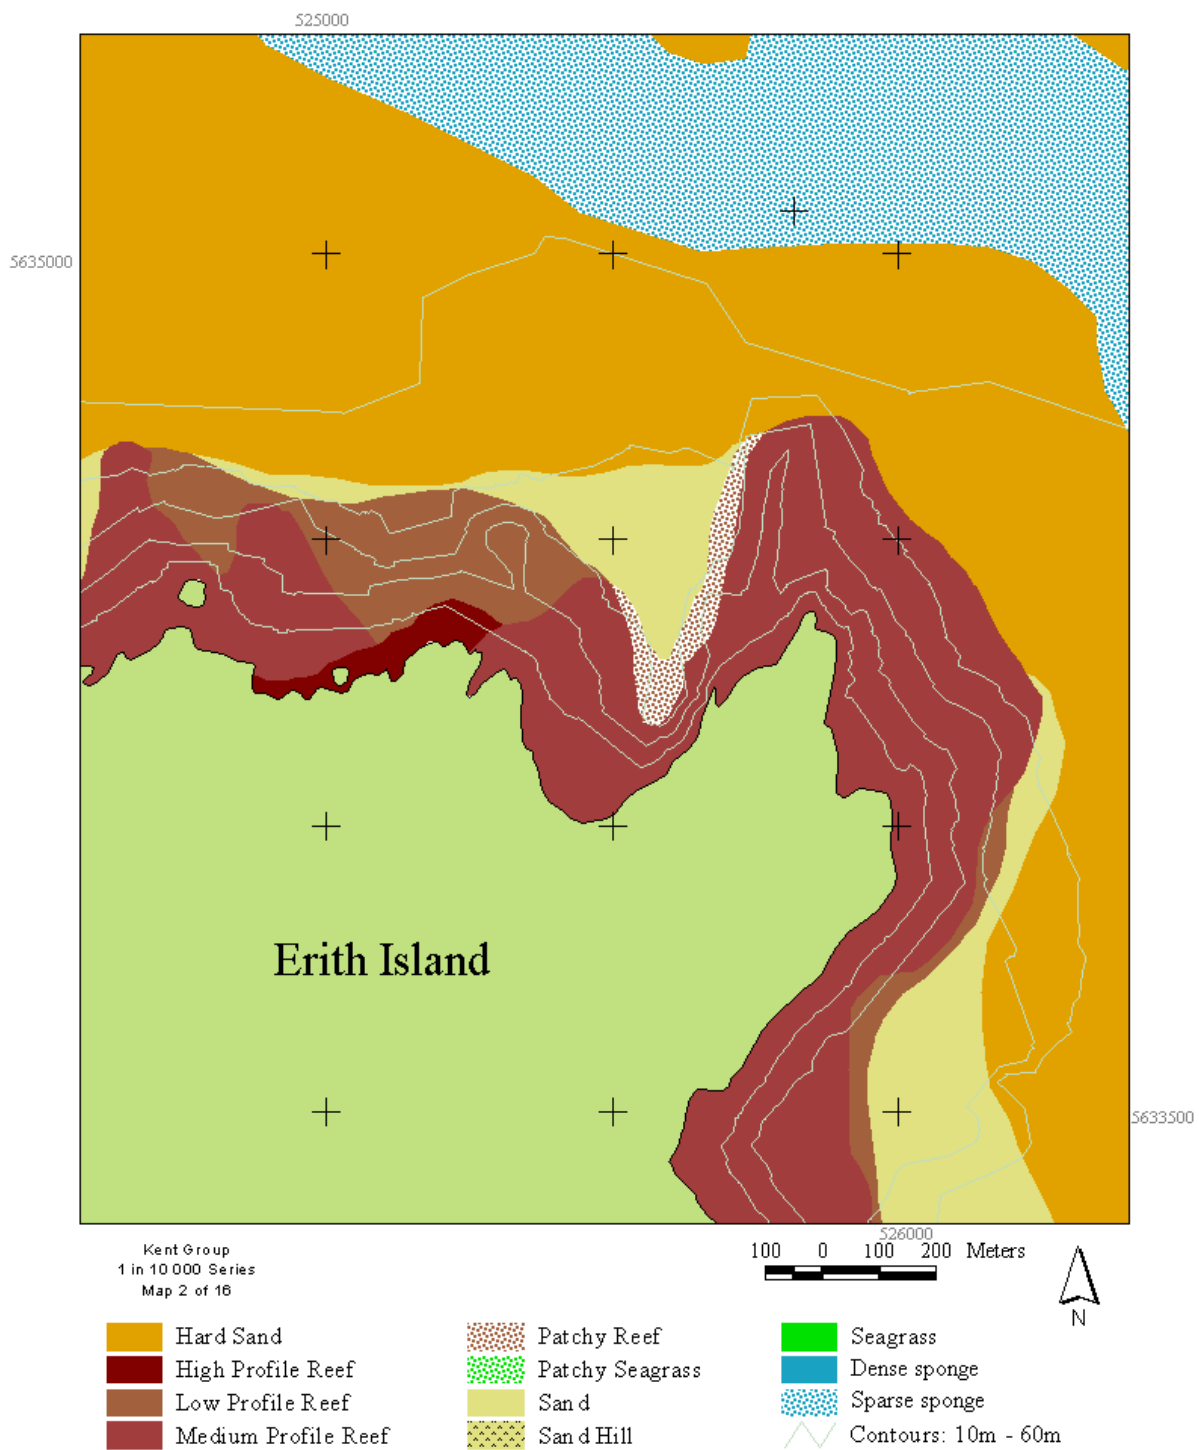 525000
5635000
Erith Island
5633500
526000
Kent Group
1 in 10 000 Series
Map 2 of 16
100 0 100 200 Meters
N
Hard Sand
High Profile Reef
Low Profile Reef
Medium Profile Reef
Patchy Reef
Patchy Seagrass
Sand
Sand Hill
Seagrass
Dense sponge
Sparse sponge
Contours: 10m - 60m